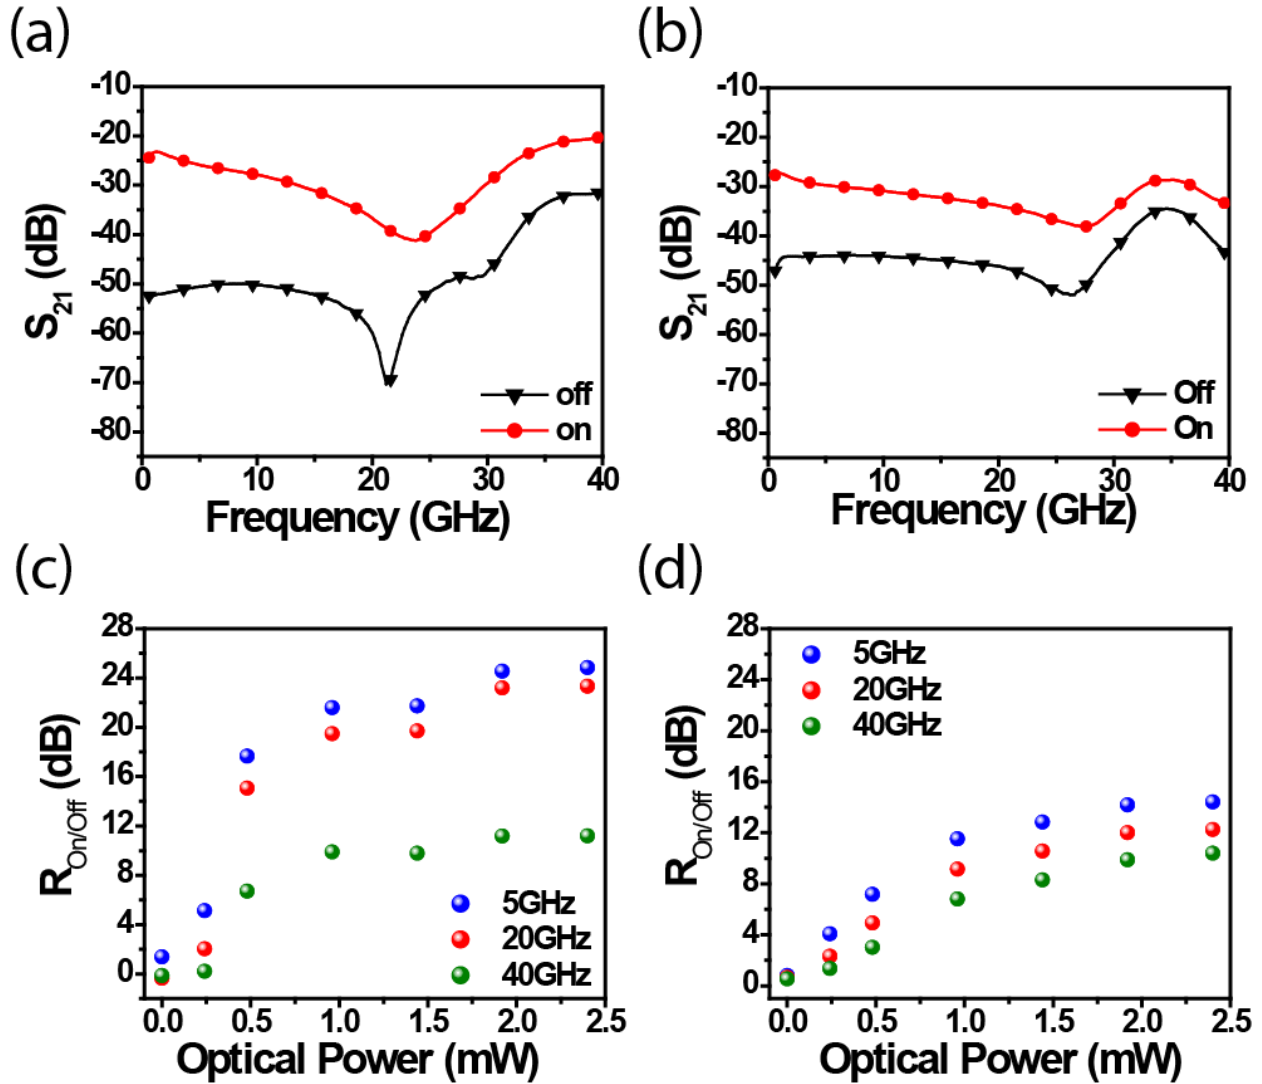 (a)
S21 (dB)
-10
-20
-30
-40
-50
-60
-70
-80
off
on
0 10 20 30 40
Frequency (GHz)
(b)
S21 (dB)
-10
-20
-30
-40
-50
-60
-70
-80
Off
On
0 10 20 30 40
Frequency (GHz)
(c)
ROn/Off (dB)
28
24
20
16
12
8
4
0
5GHz
20GHz
40GHz
0.0 0.5 1.0 1.5 2.0 2.5
Optical Power (mW)
(d)
ROn/Off (dB)
28
24
20
16
12
8
4
0
5GHz
20GHz
40GHz
0.0 0.5 1.0 1.5 2.0 2.5
Optical Power (mW)